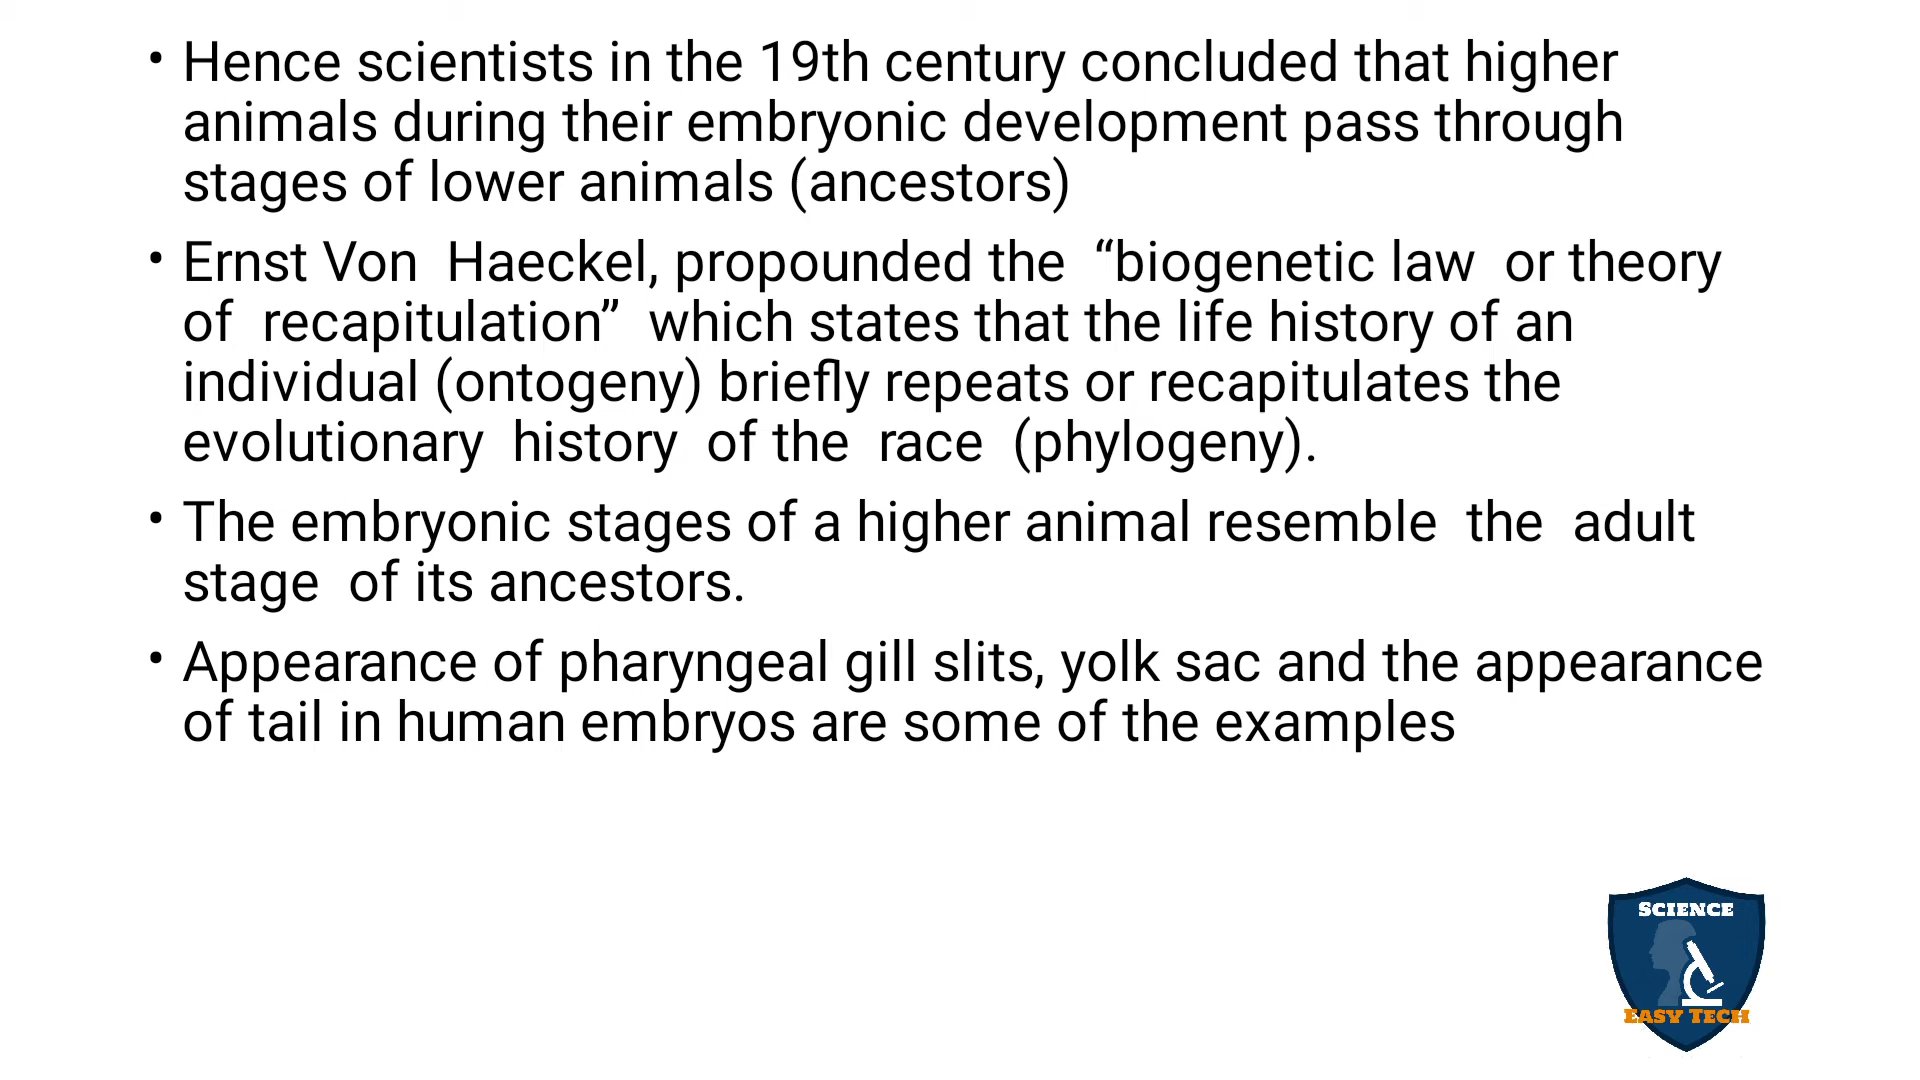 • Hence scientists in the 19th century concluded that higher
animals during their embryonic development pass through
stages of lower animals (ancestors)
• Ernst Von Haeckel, propounded the “biogenetic law or theory
of recapitulation” which states that the life history of an
individual (ontogeny) briefly repeats or recapitulates the
evolutionary history of the race (phylogeny).
• The embryonic stages of a higher animal resemble the adult
stage of its ancestors.
• Appearance of pharyngeal gill slits, yolk sac and the appearance
of tail in human embryos are some of the examples
SCIENCE
EASY TECH